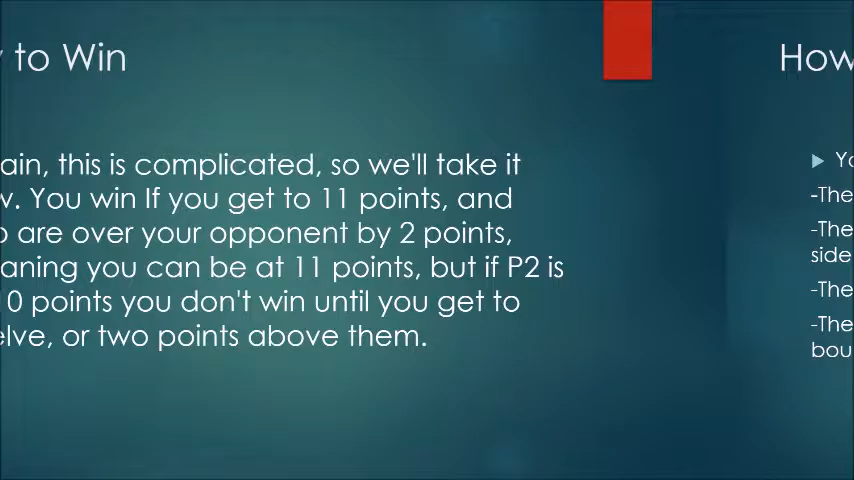 to Win
ain, this is complicated, so we'll take it
w. You win If you get to 11 points, and
o are over your opponent by 2 points,
aning you can be at 11 points, but if P2 is
10 points you don't win until you get to
elve, or two points above them.
How
-The
-The
side
-The
-The
bou